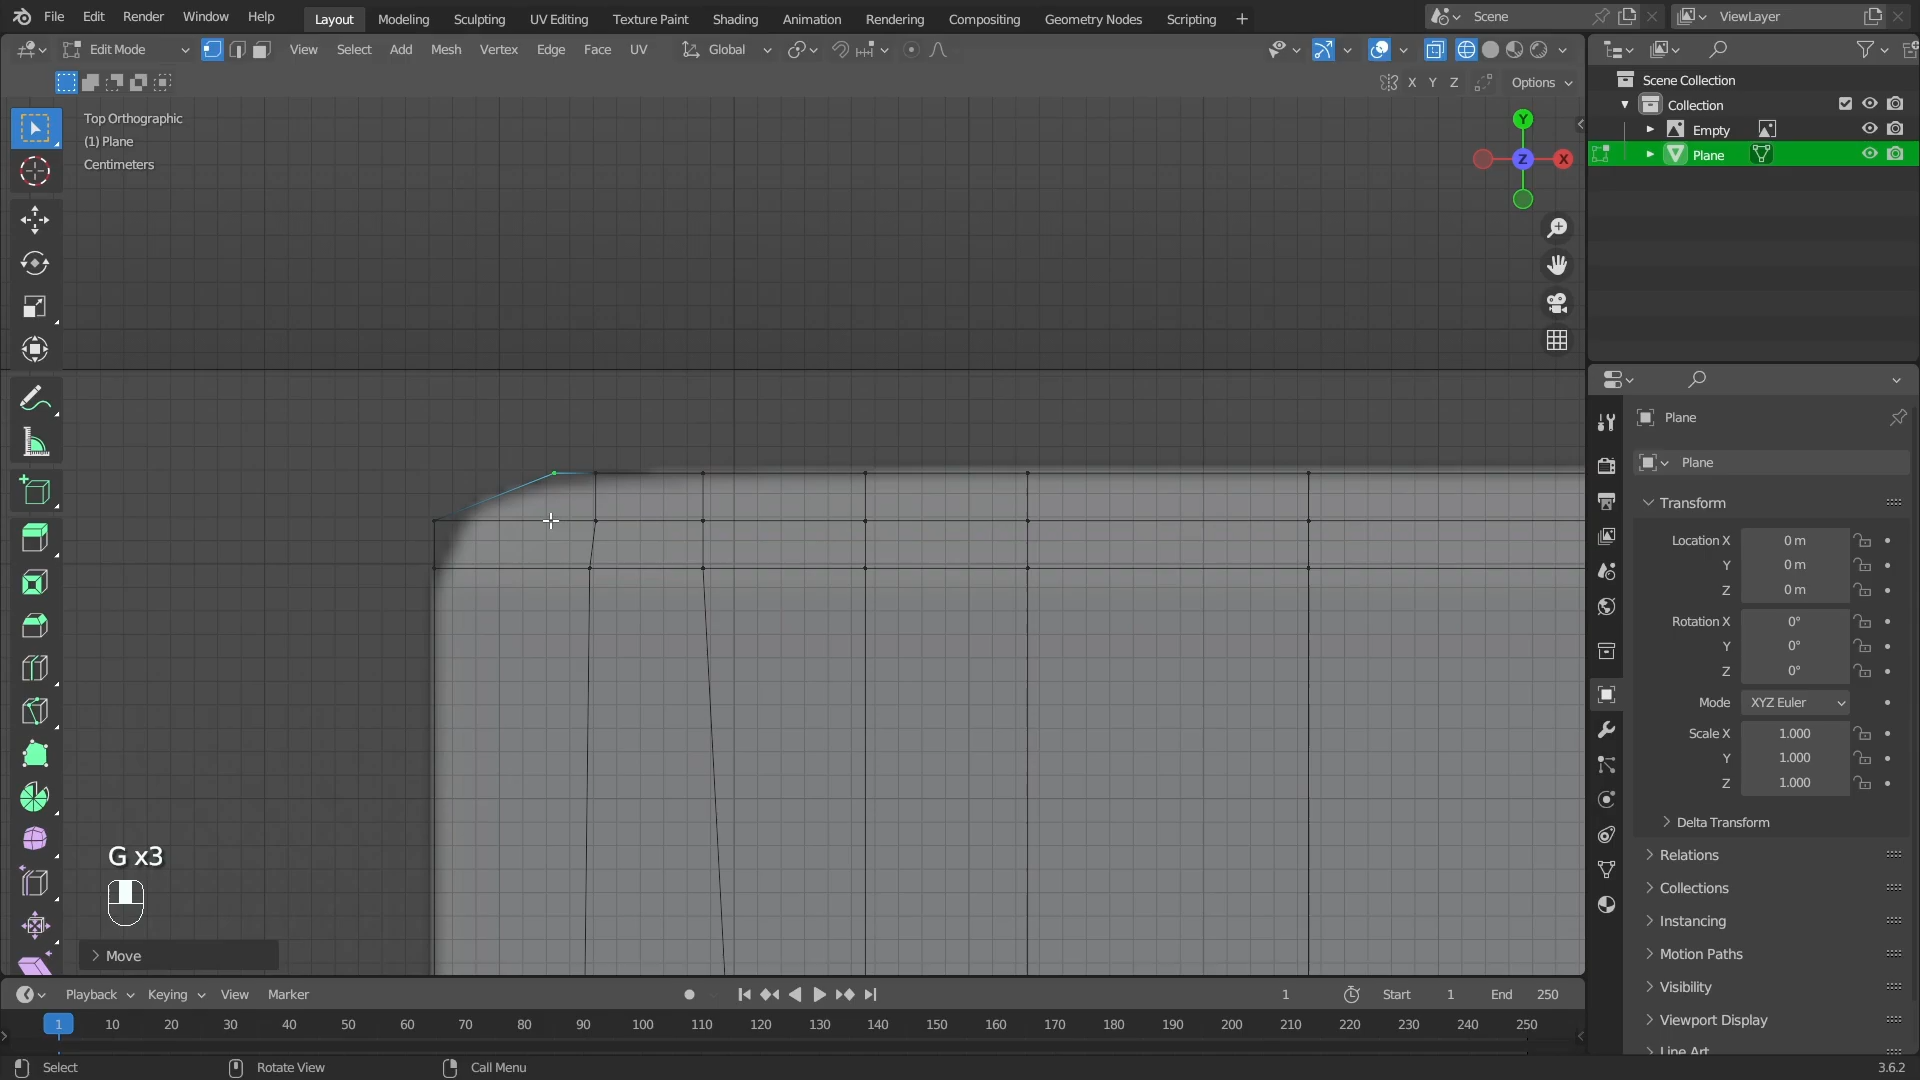 File Edit Render Window Help Layout Modeling Sculpting UV Editing Texture Paint Shading Animation Rendering Compositing Geometry Nodes Scripting + Scene ViewLayer
Edit Mode View Select Add Mesh Vertex Edge Face UV Global
X Y Z Options
Top Orthographic
(1) Plane
Centimeters
Y
Z X
Scene Collection
Collection
Empty
Plane
Plane
Plane
Transform
Location X 0 m
Y 0 m
Z 0 m
Rotation X 0°
Y 0°
Z 0°
Mode XYZ Euler
Scale X 1.000
Y 1.000
Z 1.000
Delta Transform
Relations
Collections
Instancing
Motion Paths
Visibility
Viewport Display
Line Art
G x3
Move
Playback Keying View Marker 1 Start 1 End 250
1 10 20 30 40 50 60 70 80 90 100 110 120 130 140 150 160 170 180 190 200 210 220 230 240 250
Select Rotate View Call Menu 3.6.2